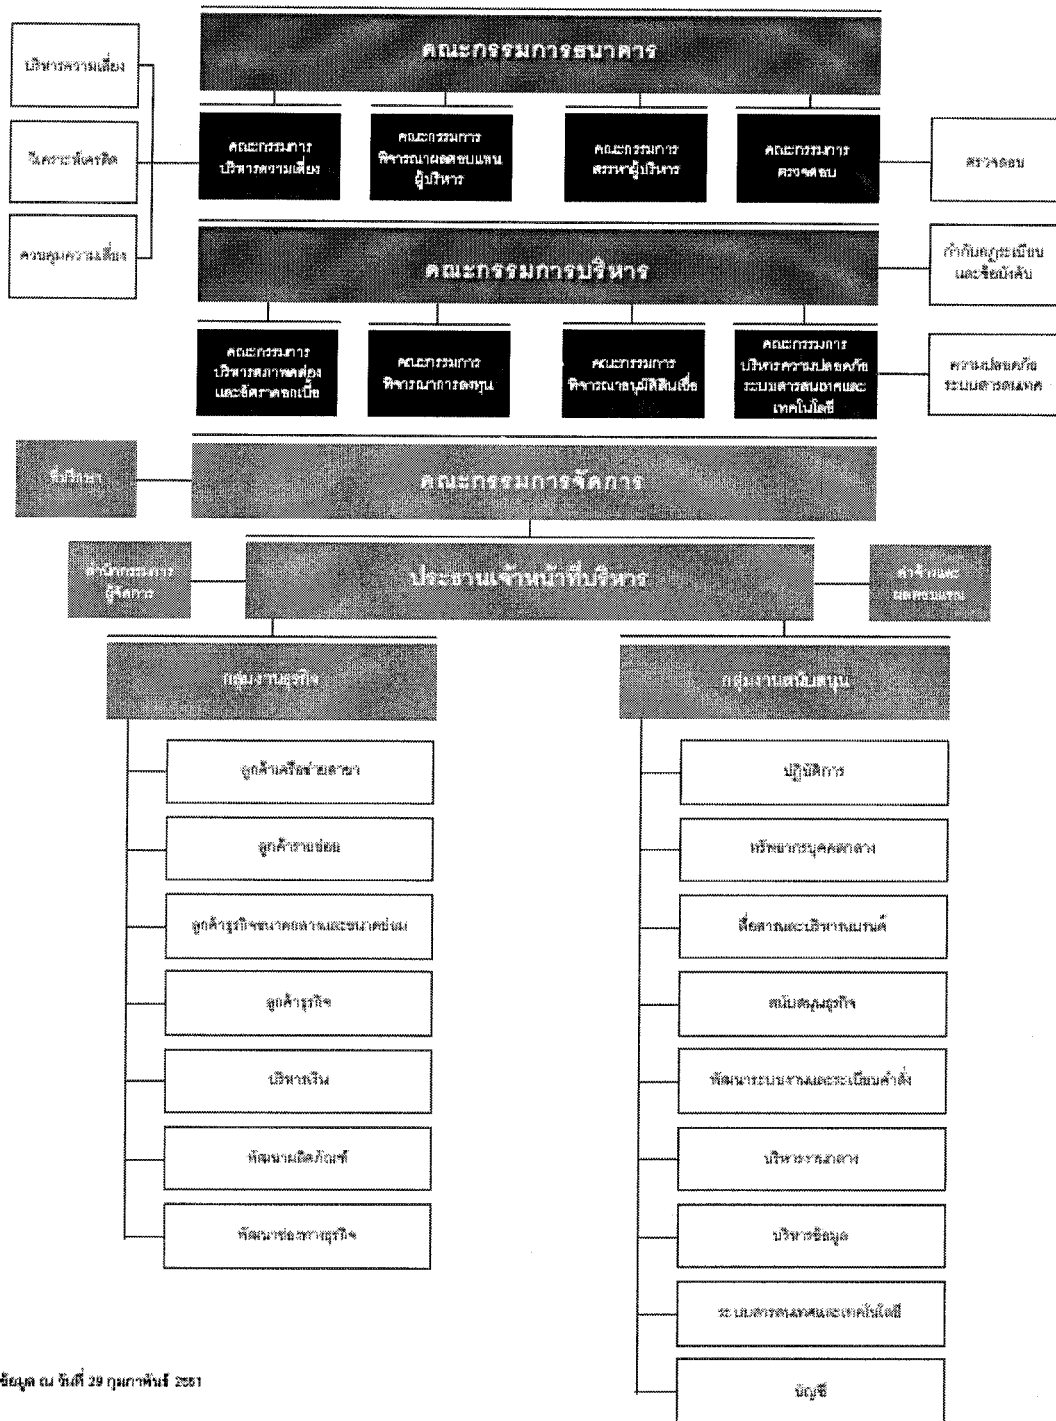 คณะกรรมการธนาคาร
บริหารความเสี่ยง
วิเคราะห์เครดิต
ควบคุมความเสี่ยง
คณะกรรมการ
บริหารความเสี่ยง
คณะกรรมการ
พิจารณาผลตอบแทน
ผู้บริหาร
คณะกรรมการ
สรรหาผู้บริหาร
คณะกรรมการ
ตรวจสอบ
ตรวจสอบ
คณะกรรมการบริหาร
กำกับกฎระเบียบ
และข้อบังคับ
คณะกรรมการ
บริหารสภาพคล่อง
และอัตราดอกเบี้ย
คณะกรรมการ
พิจารณาการลงทุน
คณะกรรมการ
พิจารณาอนุมัติสินเชื่อ
คณะกรรมการ
บริหารความปลอดภัย
ระบบสารสนเทศและ
เทคโนโลยี
ความปลอดภัย
ระบบสารสนเทศ
ที่ปรึกษา
คณะกรรมการจัดการ
สำนักกรรมการ
ผู้จัดการ
ประธานเจ้าหน้าที่บริหาร
ค่าจ้างและ
ผลตอบแทน
กลุ่มงานธุรกิจ
ลูกค้าเครือข่ายสาขา
ลูกค้ารายย่อย
ลูกค้าธุรกิจขนาดกลางและขนาดย่อม
ลูกค้าธุรกิจ
บริหารเงิน
พัฒนาผลิตภัณฑ์
พัฒนาช่องทางธุรกิจ
กลุ่มงานสนับสนุน
ปฏิบัติการ
ทรัพยากรบุคคลกลาง
สื่อสารและบริหารแบรนด์
สนับสนุนธุรกิจ
พัฒนาระบบงานและระเบียบคำสั่ง
บริหารงานกลาง
บริหารข้อมูล
ระบบสารสนเทศและเทคโนโลยี
บัญชี
ข้อมูล ณ วันที่ 29 กุมภาพันธ์ 2551